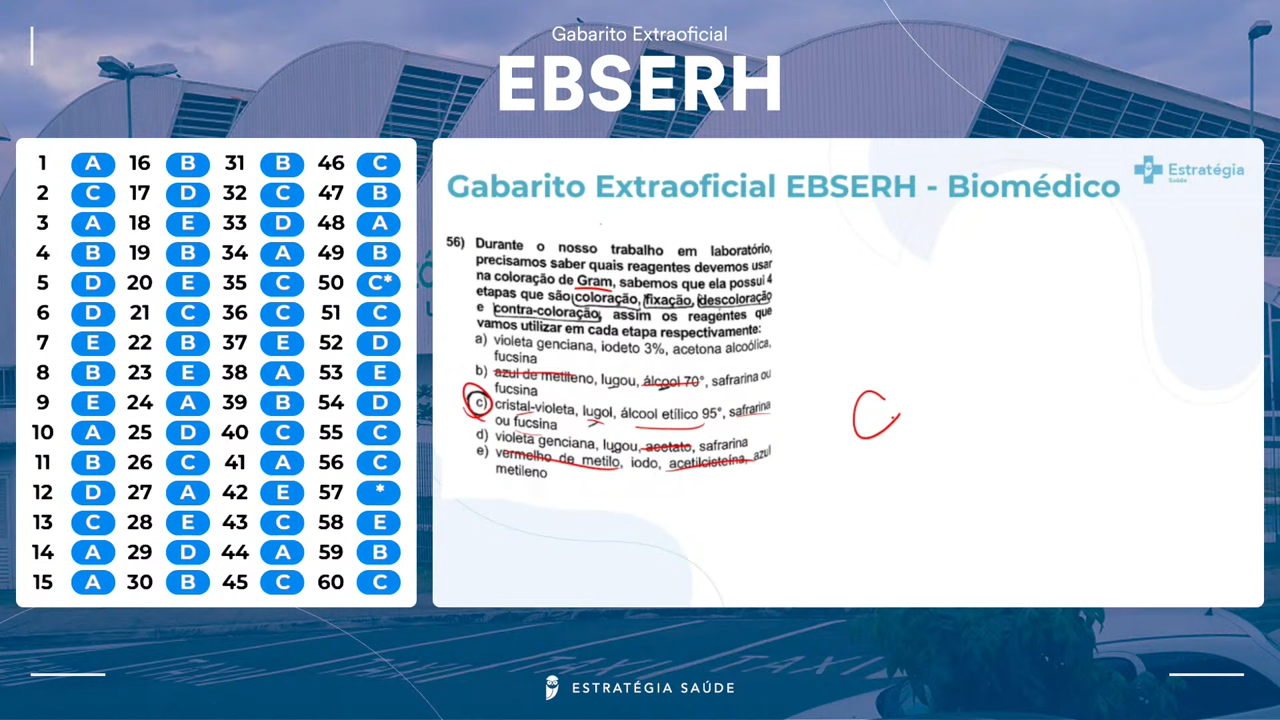 Gabarito Extraoficial
EBSERH
1 A 16 B 31 B 46 C
2 C 17 D 32 C 47 B
3 A 18 E 33 D 48 A
4 B 19 B 34 A 49 B
5 D 20 E 35 C 50 C*
6 D 21 C 36 C 51 C
7 E 22 B 37 E 52 D
8 B 23 E 38 A 53 E
9 E 24 A 39 B 54 D
10 A 25 D 40 C 55 C
11 B 26 C 41 A 56 C
12 D 27 A 42 E 57 *
13 C 28 E 43 C 58 E
14 A 29 D 44 A 59 B
15 A 30 B 45 C 60 C
Gabarito Extraoficial EBSERH - Biomédico
Estratégia
Saúde
56) Durante o nosso trabalho em laboratório,
precisamos saber quais reagentes devemos usar
na coloração de Gram, sabemos que ela possui 4
etapas que são coloração, fixação, descoloração
e contra-coloração, assim os reagentes que
vamos utilizar em cada etapa respectivamente:
a) violeta genciana, iodeto 3%, acetona alcoólica,
fucsina
b) azul de metileno, lugou, álcool 70°, safrarina ou
fucsina
c) cristal-violeta, lugol, álcool etílico 95°, safrarina
ou fucsina
d) violeta genciana, lugou, acetato, safrarina
e) vermelho de metilo, iodo, acetilcisteína, azul
metileno
C
ESTRATÉGIA SAÚDE